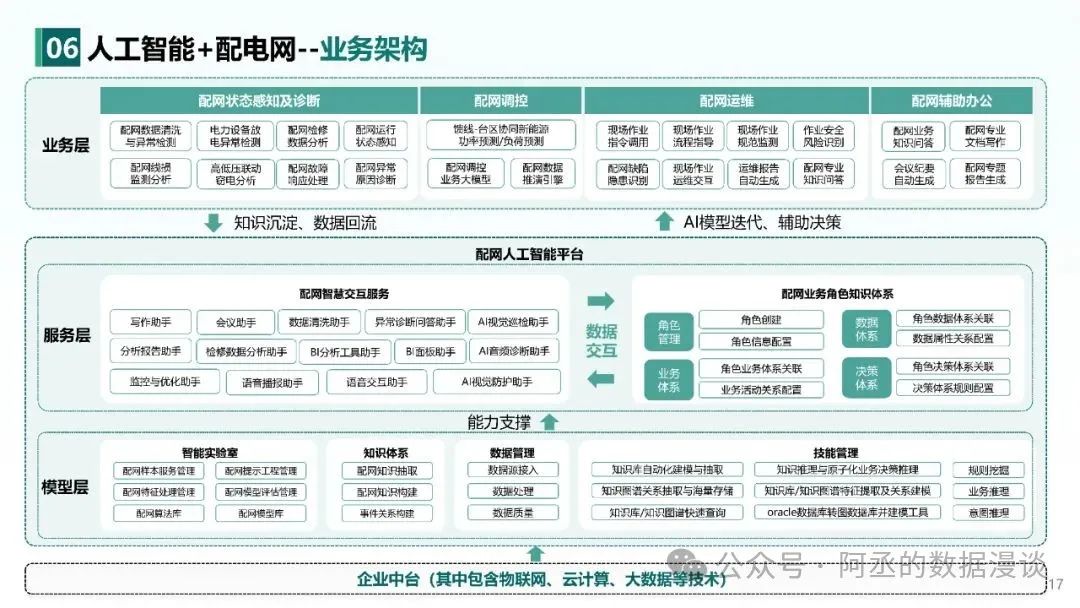 06 人工智能+配电网--业务架构
业务层
配网状态感知及诊断
配网数据清洗
与异常检测
电力设备放
电异常检测
配网检修
数据分析
配网运行
状态感知
配网线损
监测分析
高低压联动
窃电分析
配网故障
响应处理
配网异常
原因诊断
配网调控
馈线-台区协同新能源
功率预测/负荷预测
配网调控
业务大模型
配网数据
推演引擎
配网运维
现场作业
指令调用
现场作业
流程指导
现场作业
规范监测
作业安全
风险识别
配网缺陷
隐患识别
现场作业
运维交互
运维报告
自动生成
配网专业
知识问答
配网辅助办公
配网业务
知识问答
配网专业
文档写作
会议纪要
自动生成
配网专题
报告生成
知识沉淀、数据回流
AI模型迭代、辅助决策
配网人工智能平台
服务层
配网智慧交互服务
写作助手
会议助手
数据清洗助手
异常诊断问答助手
AI视觉巡检助手
分析报告助手
检修数据分析助手
BI分析工具助手
BI面板助手
AI音频诊断助手
监控与优化助手
语音播报助手
语音交互助手
AI视觉防护助手
数据
交互
配网业务角色知识体系
角色
管理
角色创建
角色信息配置
数据
体系
角色数据体系关联
数据属性关系配置
业务
体系
角色业务体系关联
业务活动关系配置
决策
体系
角色决策体系关联
决策体系规则配置
能力支撑
模型层
智能实验室
配网样本服务管理
配网提示工程管理
配网特征处理管理
配网模型评估管理
配网算法库
配网模型库
知识体系
配网知识抽取
配网知识构建
事件关系构建
数据管理
数据源接入
数据处理
数据质量
技能管理
知识库自动化建模与抽取
知识推理与原子化业务决策推理
规则挖掘
知识图谱关系抽取与海量存储
知识库/知识图谱特征提取及关系建模
业务推理
知识库/知识图谱快速查询
oracle数据库转图数据库并建模工具
意图推理
企业中台（其中包含物联网、云计算、大数据等技术）
公众号 · 阿丞的数据漫谈
17